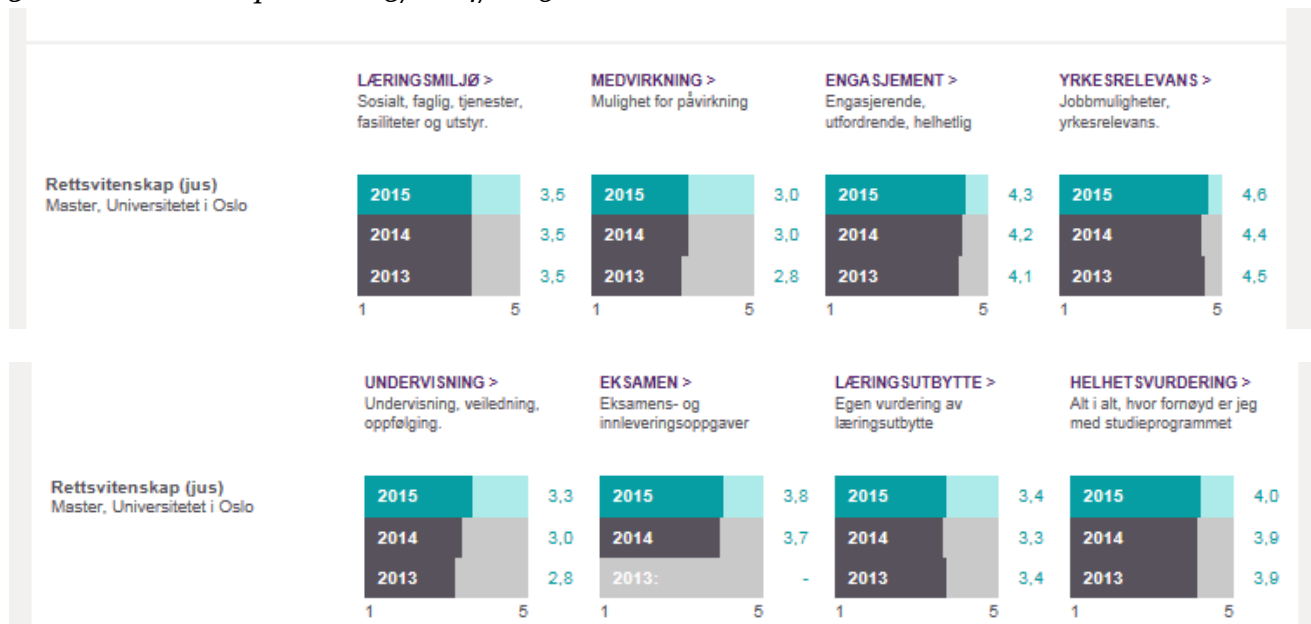 LÆRINGSMILJØ >
Sosialt, faglig, tjenester,
fasiliteter og utstyr.
MEDVIRKNING >
Mulighet for påvirkning
ENGASJEMENT >
Engasjerende,
utfordrende, helhetlig
YRKESRELEVANS >
Jobbmuligheter,
yrkesrelevans.
Rettsvitenskap (jus)
Master, Universitetet i Oslo
2015 3,5 2015 3,0 2015 4,3 2015 4,6
2014 3,5 2014 3,0 2014 4,2 2014 4,4
2013 3,5 2013 2,8 2013 4,1 2013 4,5
1 5 1 5 1 5 1 5
UNDERVISNING >
Undervisning, veiledning,
oppfølging.
EKSAMEN >
Eksamens- og
innleveringsoppgaver
LÆRINGSUTBYTTE >
Egen vurdering av
læringsutbytte
HELHETSVURDERING >
Alt i alt, hvor fornøyd er jeg
med studieprogrammet
Rettsvitenskap (jus)
Master, Universitetet i Oslo
2015 3,3 2015 3,8 2015 3,4 2015 4,0
2014 3,0 2014 3,7 2014 3,3 2014 3,9
2013 2,8 2013: - 2013 3,4 2013 3,9
1 5 1 5 1 5 1 5